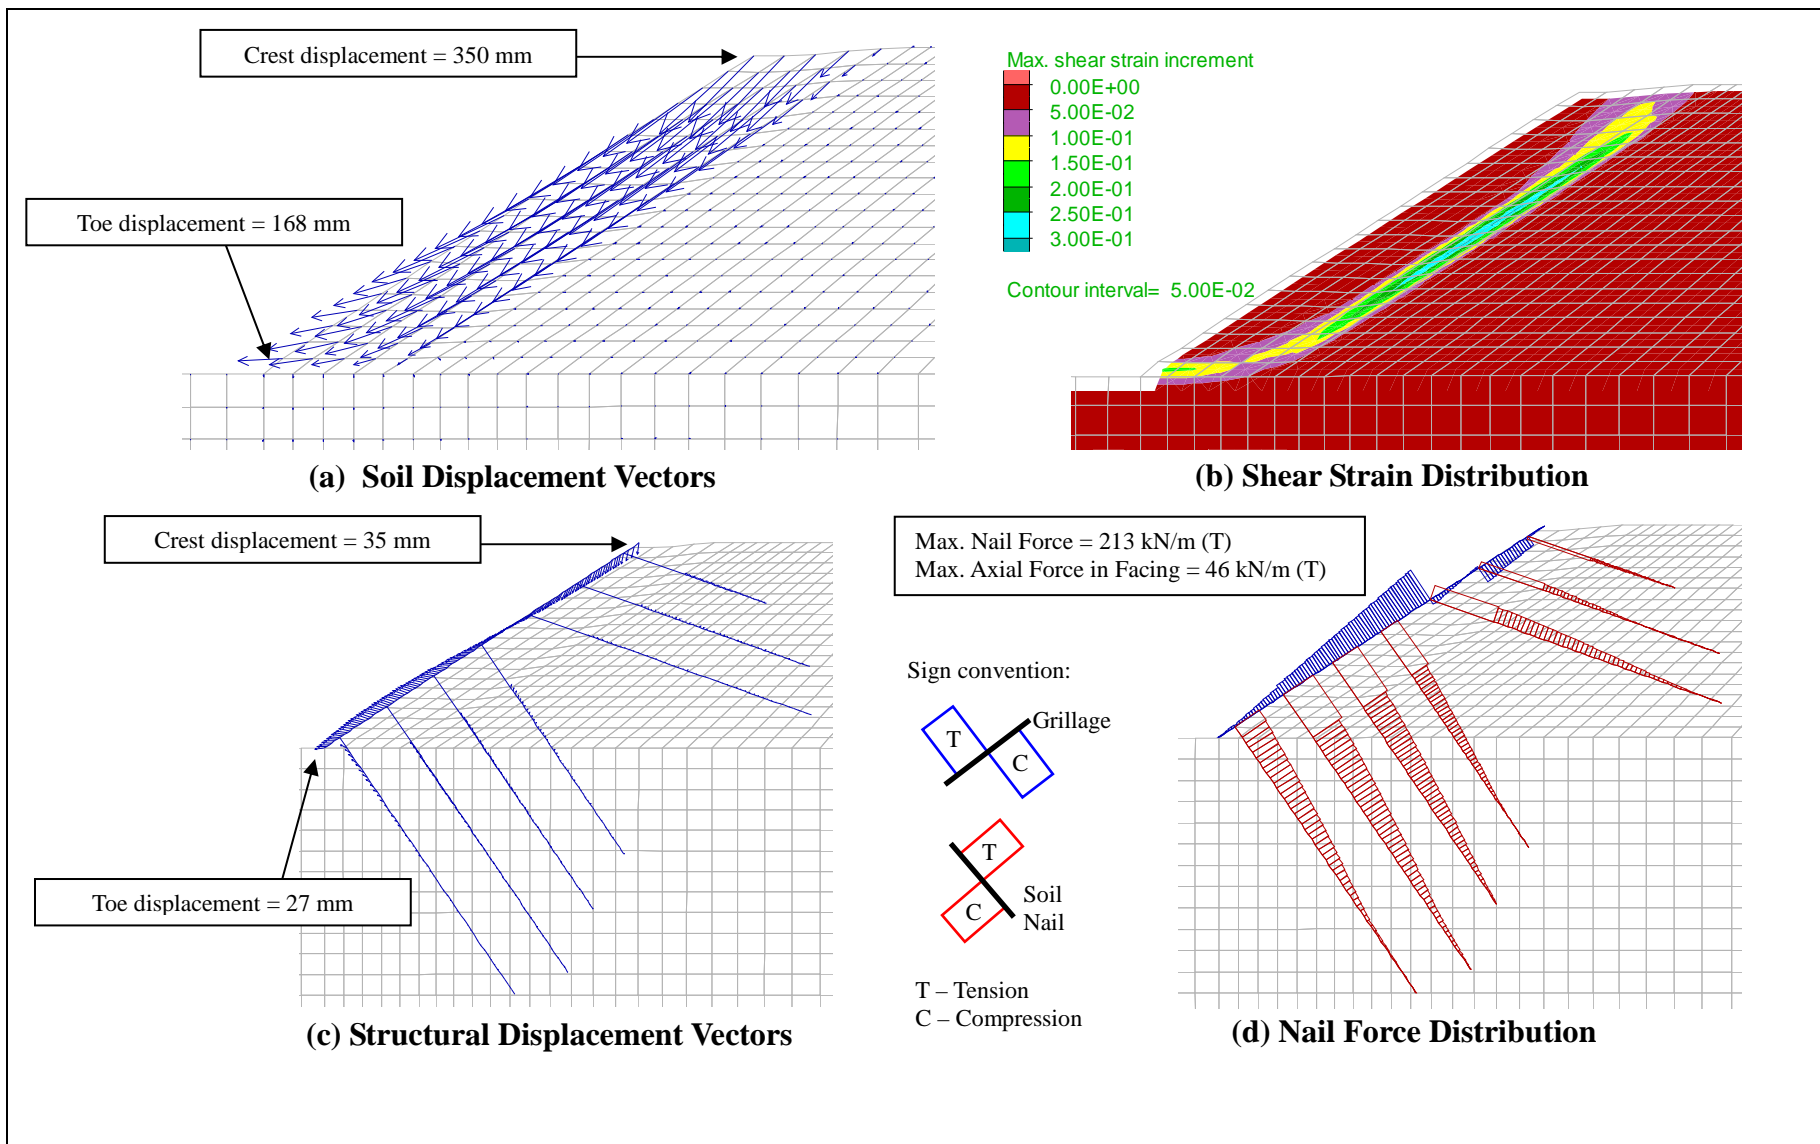 Crest displacement = 350 mm
Toe displacement = 168 mm
(a) Soil Displacement Vectors
Max. shear strain increment
0.00E+00
5.00E-02
1.00E-01
1.50E-01
2.00E-01
2.50E-01
3.00E-01
Contour interval= 5.00E-02
(b) Shear Strain Distribution
Crest displacement = 35 mm
Toe displacement = 27 mm
(c) Structural Displacement Vectors
Max. Nail Force = 213 kN/m (T)
Max. Axial Force in Facing = 46 kN/m (T)
Sign convention:
Grillage
T
C
T
C
Soil
Nail
T – Tension
C – Compression
(d) Nail Force Distribution